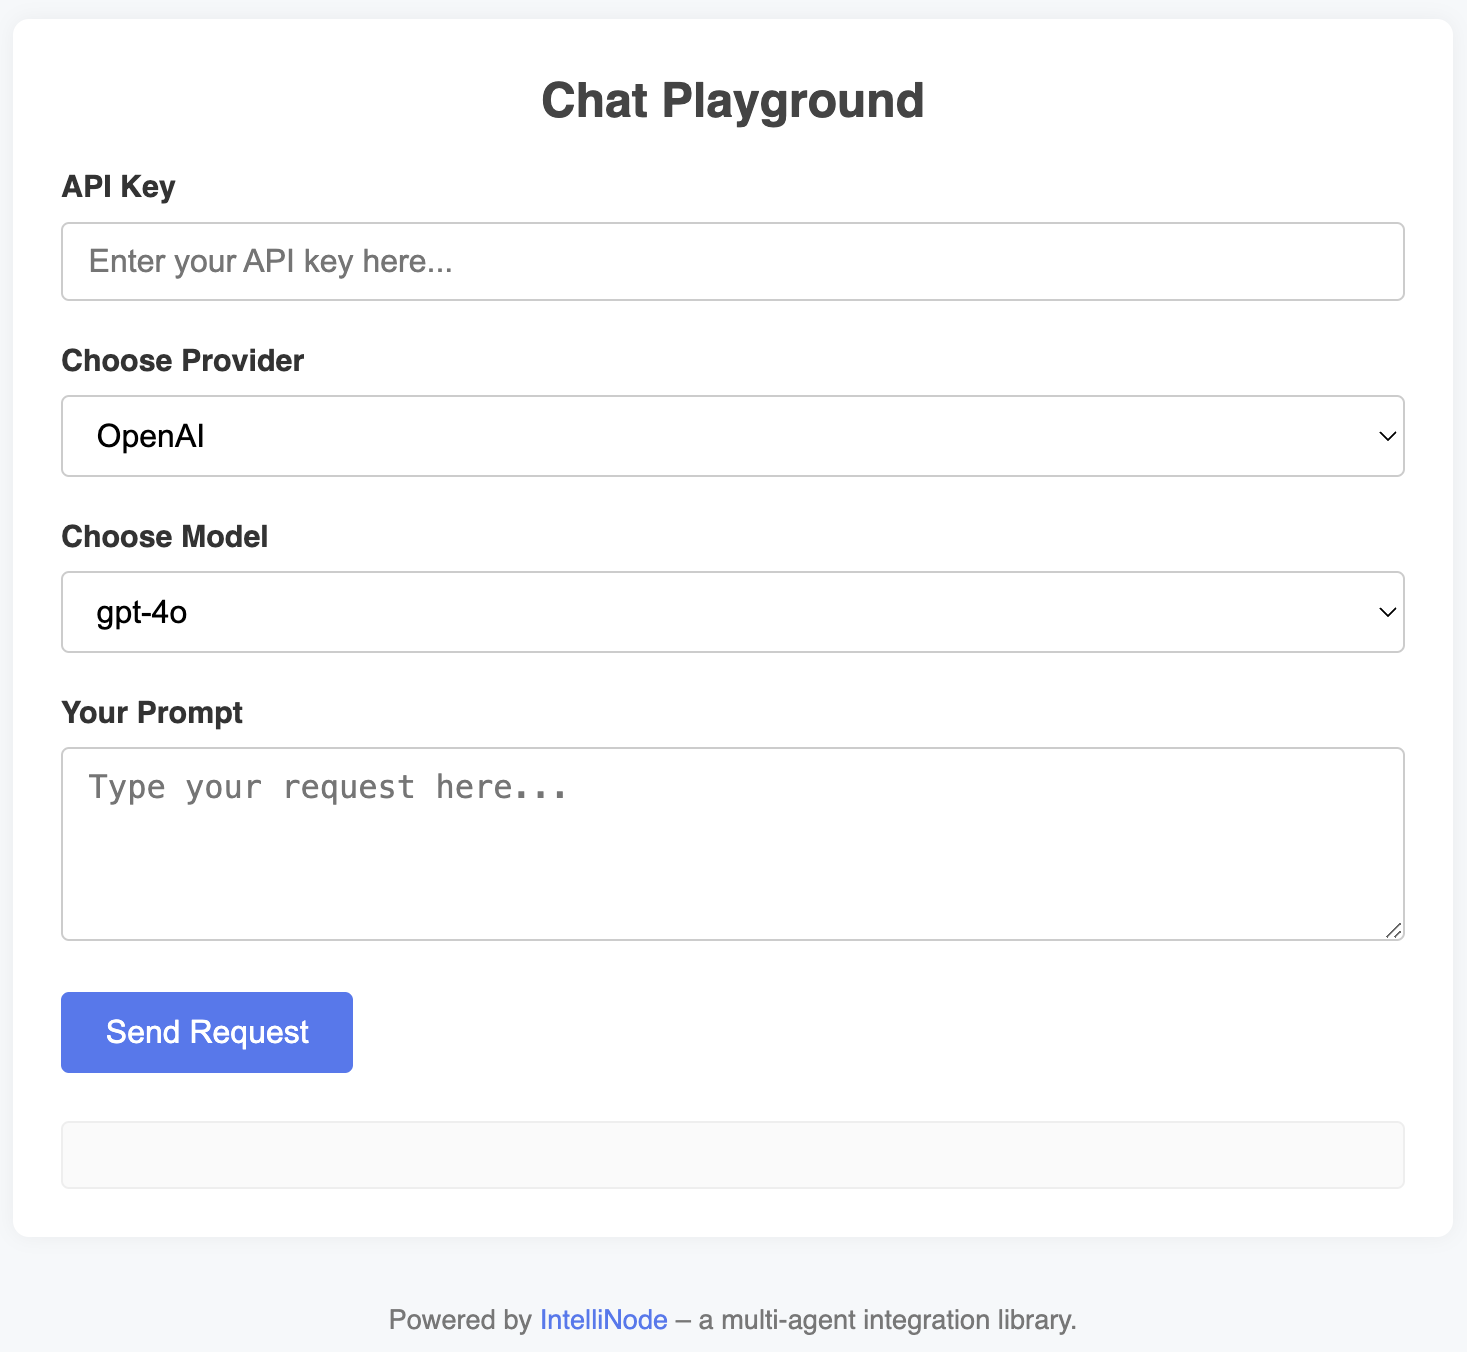 Chat Playground
API Key
Enter your API key here...
Choose Provider
OpenAI
Choose Model
gpt-4o
Your Prompt
Type your request here...
Send Request
Powered by IntelliNode – a multi-agent integration library.